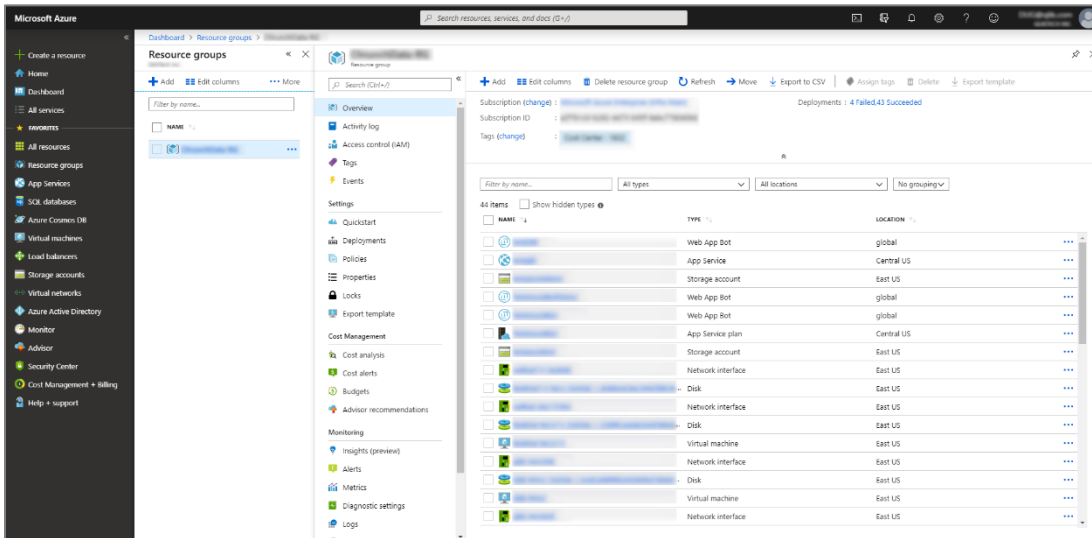 Microsoft Azure
Search resources, services, and docs (G+/)
Dashboard > Resource groups >
Create a resource
Home
Dashboard
All services
FAVORITES
All resources
Resource groups
App Services
SQL databases
Azure Cosmos DB
Virtual machines
Load balancers
Storage accounts
Virtual networks
Azure Active Directory
Monitor
Advisor
Security Center
Cost Management + Billing
Help + support
Resource groups
Add Edit columns ••• More
Filter by name...
NAME
Resource group
Search (Ctrl+/)
Overview
Activity log
Access control (IAM)
Tags
Events
Settings
Quickstart
Deployments
Policies
Properties
Locks
Export template
Cost Management
Cost analysis
Cost alerts
Budgets
Advisor recommendations
Monitoring
Insights (preview)
Alerts
Metrics
Diagnostic settings
Logs
Add Edit columns Delete resource group Refresh Move Export to CSV Assign tags Delete Export template
Subscription (change) : Deployments : 4 Failed,43 Succeeded
Subscription ID :
Tags (change) :
Filter by name... All types All locations No grouping
44 items Show hidden types
NAME TYPE LOCATION
Web App Bot global
App Service Central US
Storage account East US
Web App Bot global
Web App Bot global
App Service plan Central US
Storage account East US
Network interface East US
Disk East US
Network interface East US
Disk East US
Virtual machine East US
Network interface East US
Disk East US
Virtual machine East US
Network interface East US